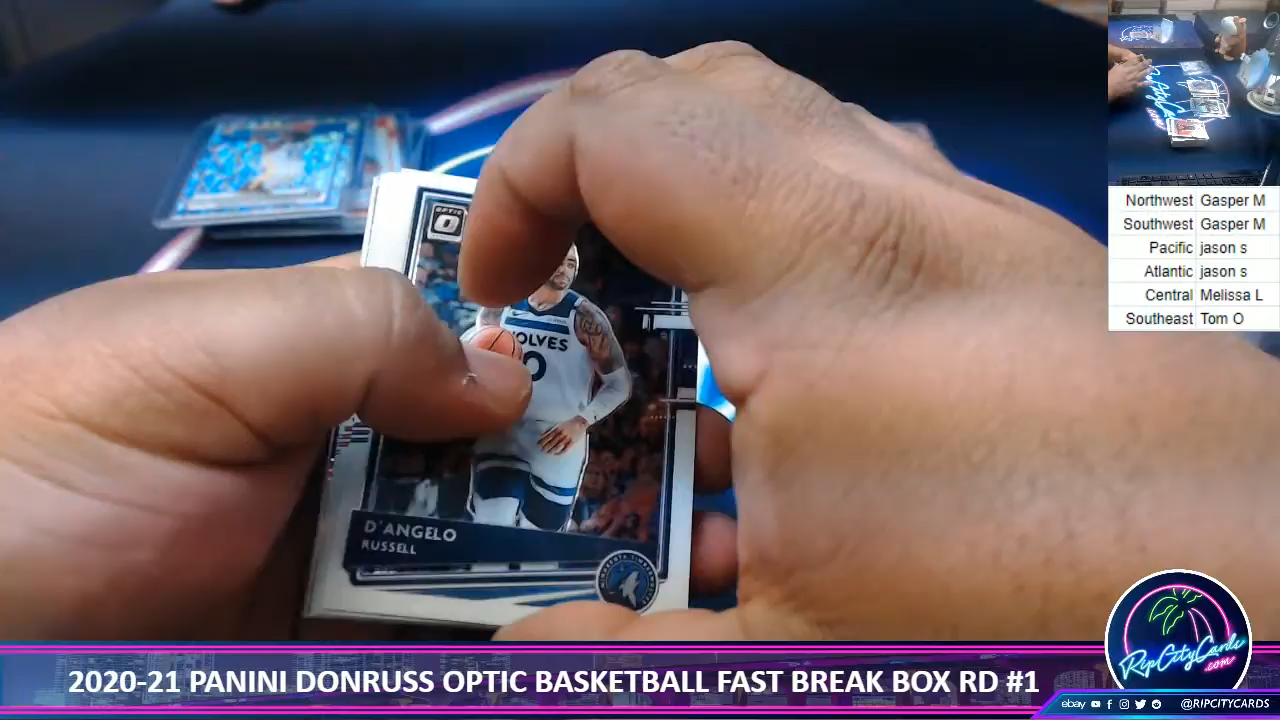 OPTIC
WOLVES
0
D'ANGELO
RUSSELL
Northwest Gasper M
Southwest Gasper M
Pacific jason s
Atlantic jason s
Central Melissa L
Southeast Tom O
RipCityCards
.com
2020-21 PANINI DONRUSS OPTIC BASKETBALL FAST BREAK BOX RD #1
ebay @RIPCITYCARDS